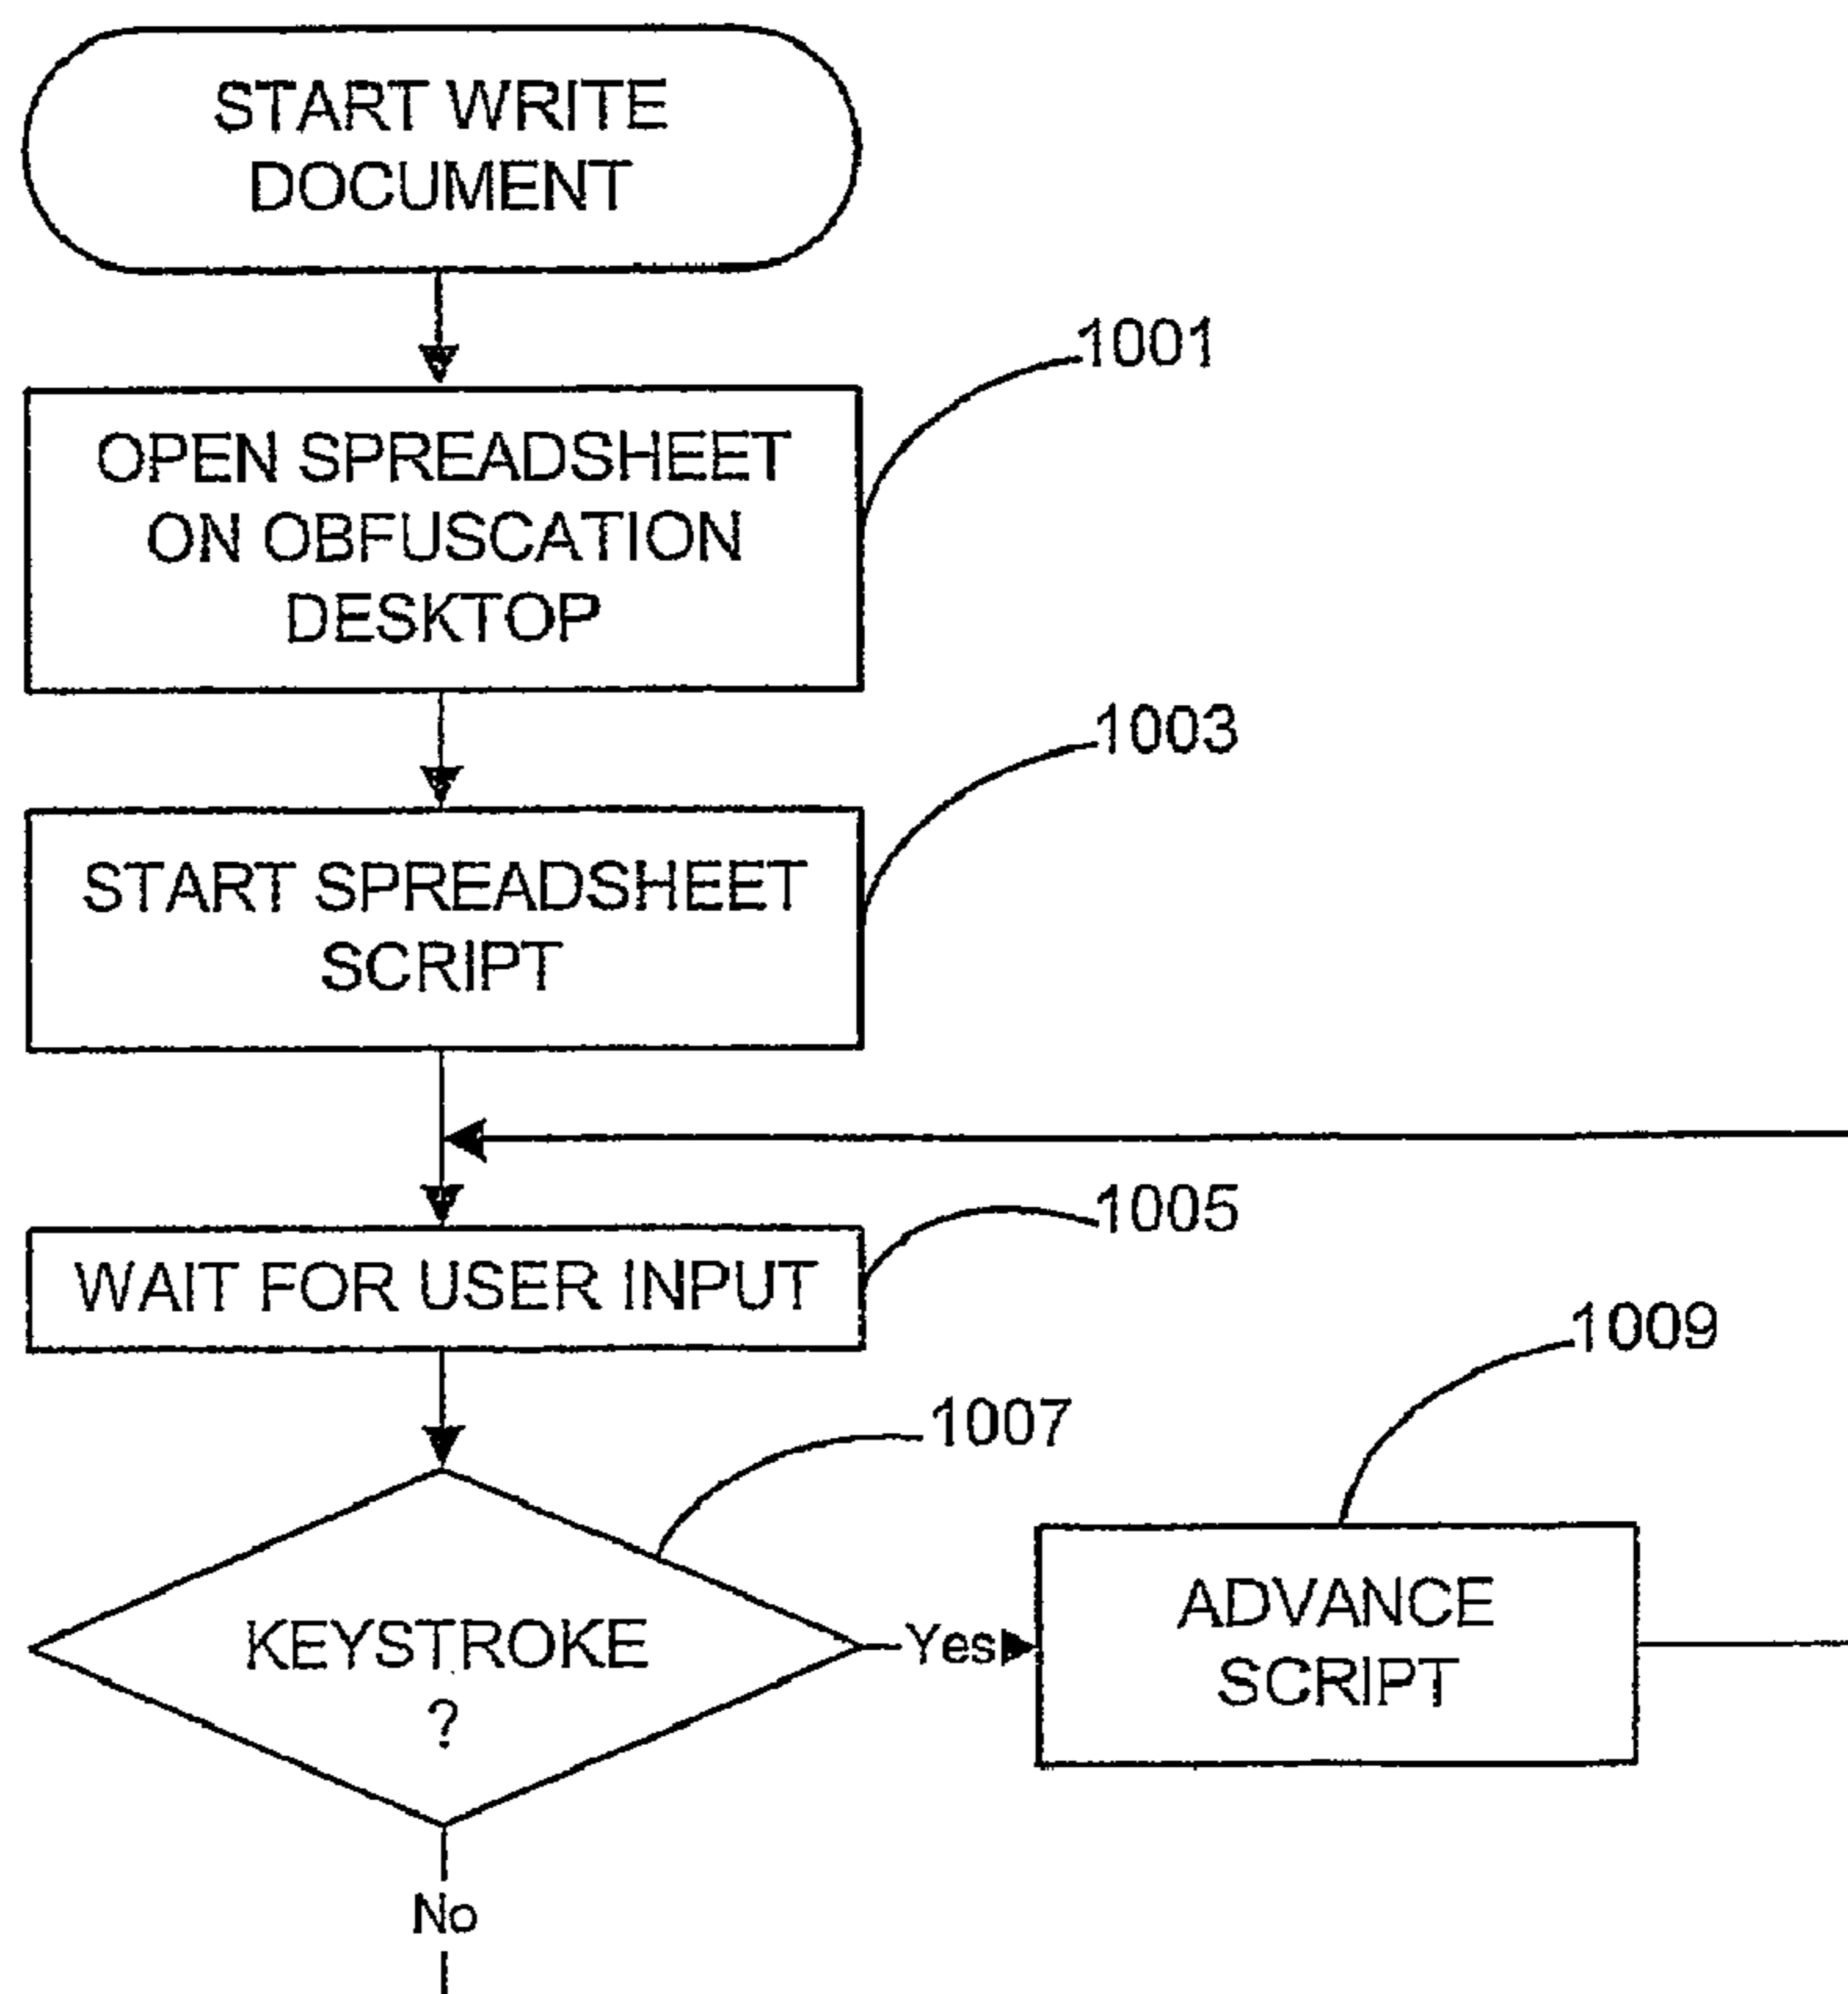 START WRITE
DOCUMENT
1001
OPEN SPREADSHEET
ON OBFUSCATION
DESKTOP
1003
START SPREADSHEET
SCRIPT
1005
WAIT FOR USER INPUT
1009
1007
KEYSTROKE
?
Yes
ADVANCE
SCRIPT
No